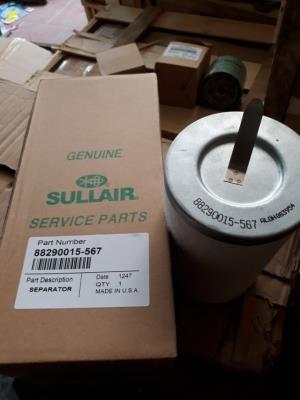 GENUINE
SULLAIR
SERVICE PARTS
Part Number
88290015-567
Part Description
SEPARATOR
Date 1247
QTY 1
MADE IN U.S.A.
88290015-567